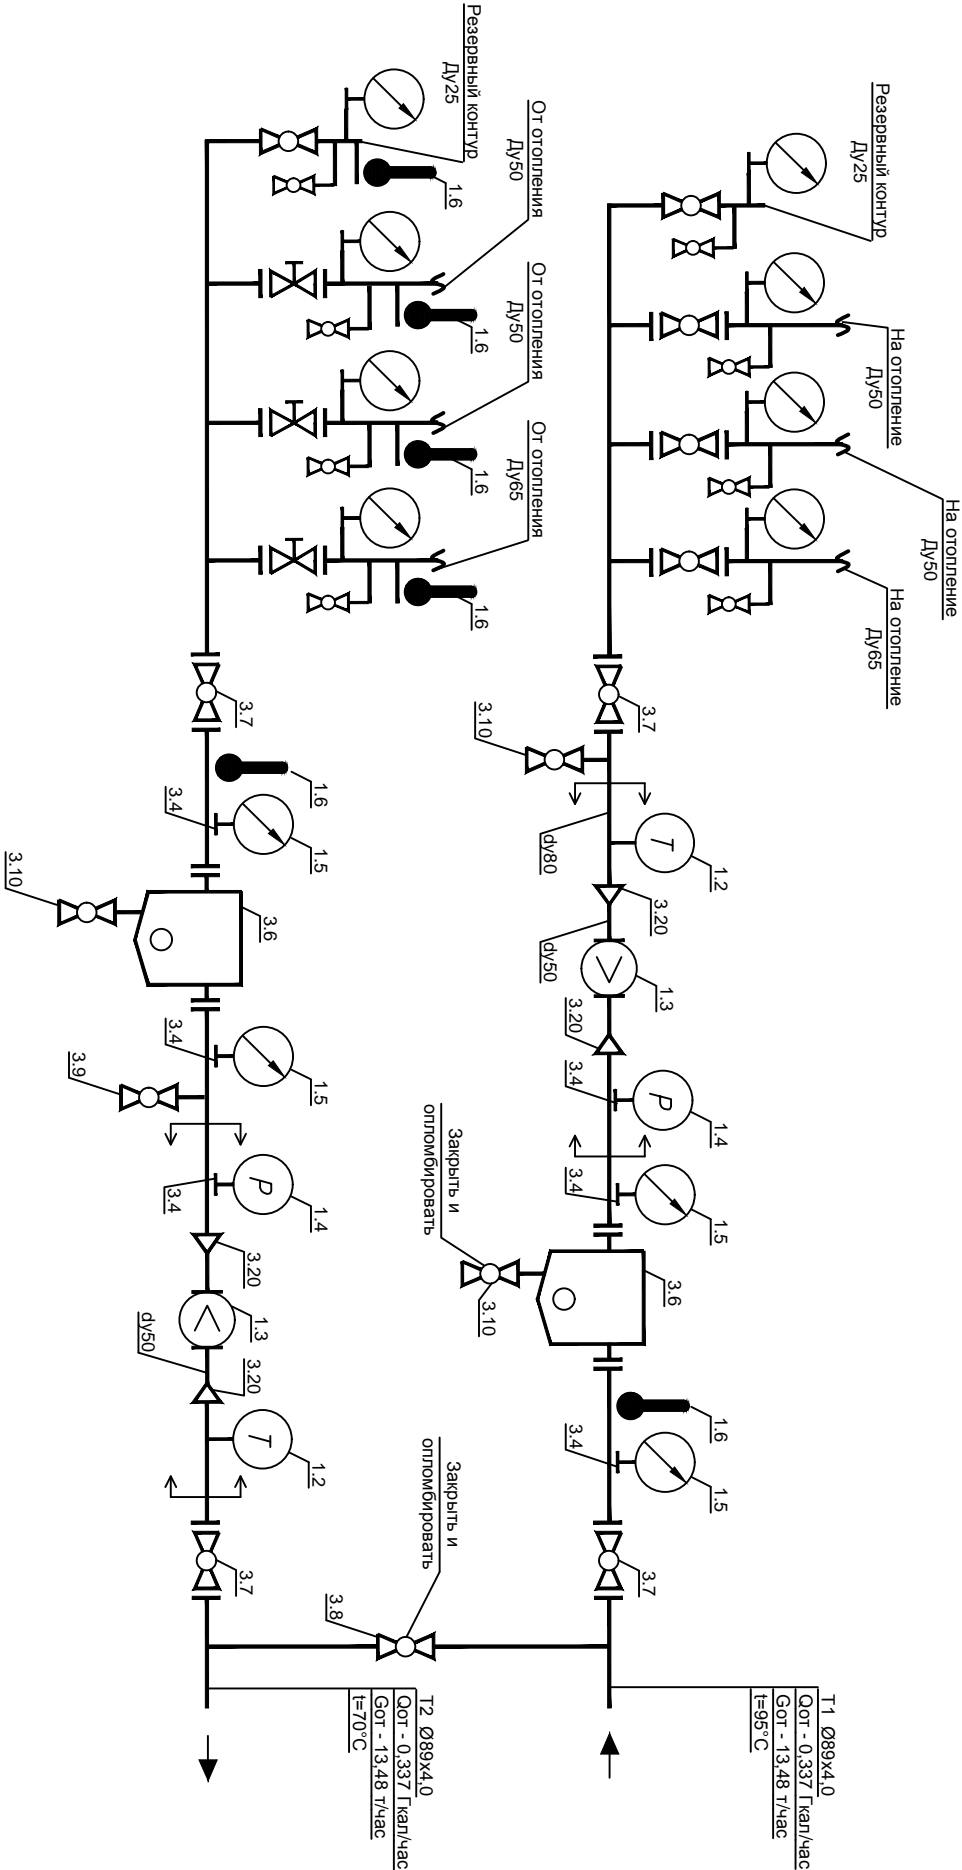 Резервный контур
Ду25
На отопление
Ду50
На отопление
Ду50
На отопление
Ду65
3.7
3.10
dy80
1.2
3.20
dy50
1.3
3.20
3.4
1.4
3.4
1.5
3.6
Закрыть и
опломбировать
3.10
1.6
3.4
1.5
3.7
Т1 Ø89x4,0
Qот - 0,337 Гкал/час
Gот - 13,48 т/час
t=95°C
Резервный контур
Ду25
1.6
От отопления
Ду50
1.6
От отопления
Ду50
1.6
От отопления
Ду65
1.6
3.7
1.6
3.4
1.5
3.10
3.6
3.4
1.5
3.9
3.4
1.4
3.20
1.3
dy50
3.20
1.2
3.7
Закрыть и
опломбировать
3.8
Т2 Ø89x4,0
Qот - 0,337 Гкал/час
Gот - 13,48 т/час
t=70°C
T
P
P
T